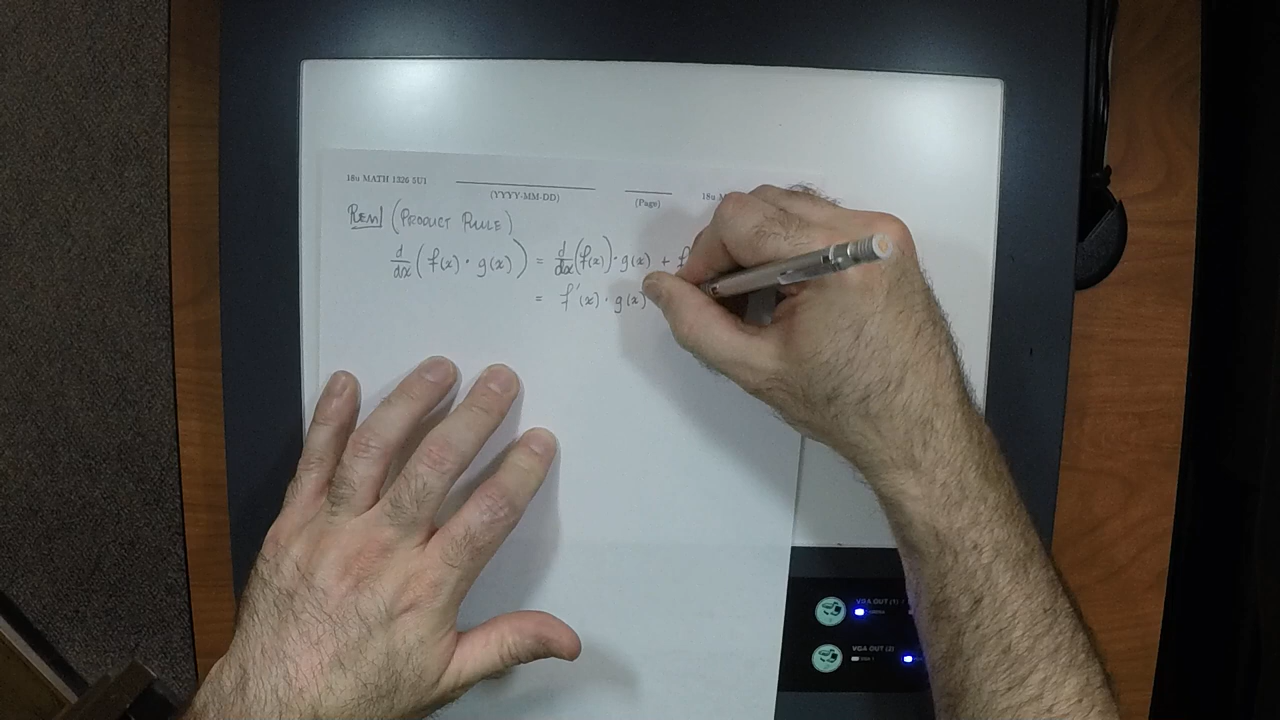 18u MATH 1326 5U1 (YYYY-MM-DD) (Page) 18u M
REM (PRODUCT RULE)
d/dx (f(x) · g(x)) = d/dx (f(x)) · g(x) + f
= f'(x) · g(x)
VGA OUT (1)
VGA OUT (2)